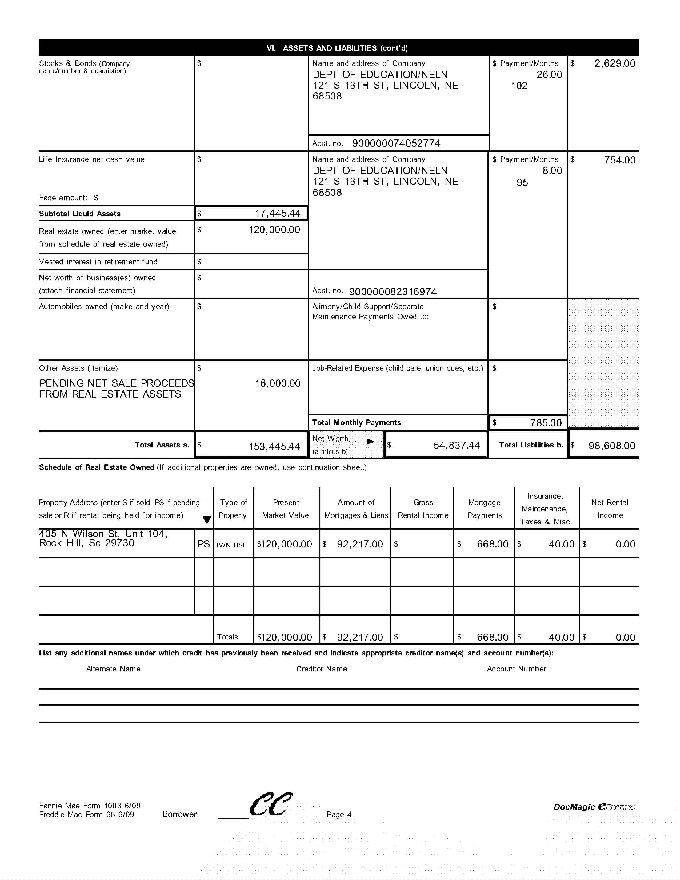 VI. ASSETS AND LIABILITIES (cont'd)
Stocks & Bonds (Company
name/number & description)
$
Name and address of Company
DEPT OF EDUCATION/NELN
121 S 13TH ST, LINCOLN, NE
68508
$ Payment/Months
26.00
102
$ 2,629.00
Acct. no. 900000074052774
Life Insurance net cash value
Face amount: $
$
Name and address of Company
DEPT OF EDUCATION/NELN
121 S 13TH ST, LINCOLN, NE
68508
$ Payment/Months
8.00
95
$ 754.00
Subtotal Liquid Assets $ 17,445.44
Real estate owned (enter market value
from schedule of real estate owned)
$ 120,000.00
Vested interest in retirement fund $
Net worth of business(es) owned
(attach financial statement)
$
Acct. no. 900000082316974
Automobiles owned (make and year) $
Alimony/Child Support/Separate
Maintenance Payments Owed to:
$
Other Assets (itemize)
PENDING NET SALE PROCEEDS
FROM REAL ESTATE ASSETS
$
16,000.00
Job-Related Expense (child care, union dues, etc.) $
Total Monthly Payments $ 785.00
Total Assets a. $ 153,445.44
Net Worth
(a minus b)
$ 54,837.44
Total Liabilities b. $ 98,608.00
Schedule of Real Estate Owned (If additional properties are owned, use continuation sheet.)
Property Address (enter S if sold, PS if pending
sale or R if rental being held for income)
Type of
Property
Present
Market Value
Amount of
Mortgages & Liens
Gross
Rental Income
Mortgage
Payments
Insurance,
Maintenance,
Taxes & Misc.
Net Rental
Income
405 N Wilson St, Unit 104,
Rock Hill, Sc 29730
PS $120,000.00 $ 92,217.00 $ $ 668.00 $ 40.00 $ 0.00
Totals $120,000.00 $ 92,217.00 $ $ 668.00 $ 40.00 $ 0.00
List any additional names under which credit has previously been received and indicate appropriate creditor name(s) and account number(s):
Alternate Name Creditor Name Account Number
Fannie Mae Form 1003 6/09
Freddie Mac Form 65 6/09
Borrower CC
Page 4
DocMagic eForms